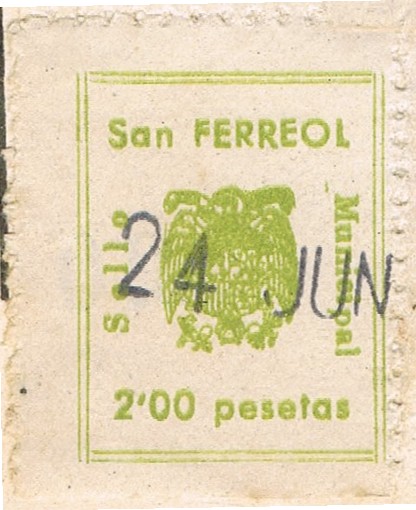 San FERREOL
Sello
Municipal
24 JUN
2'00 pesetas